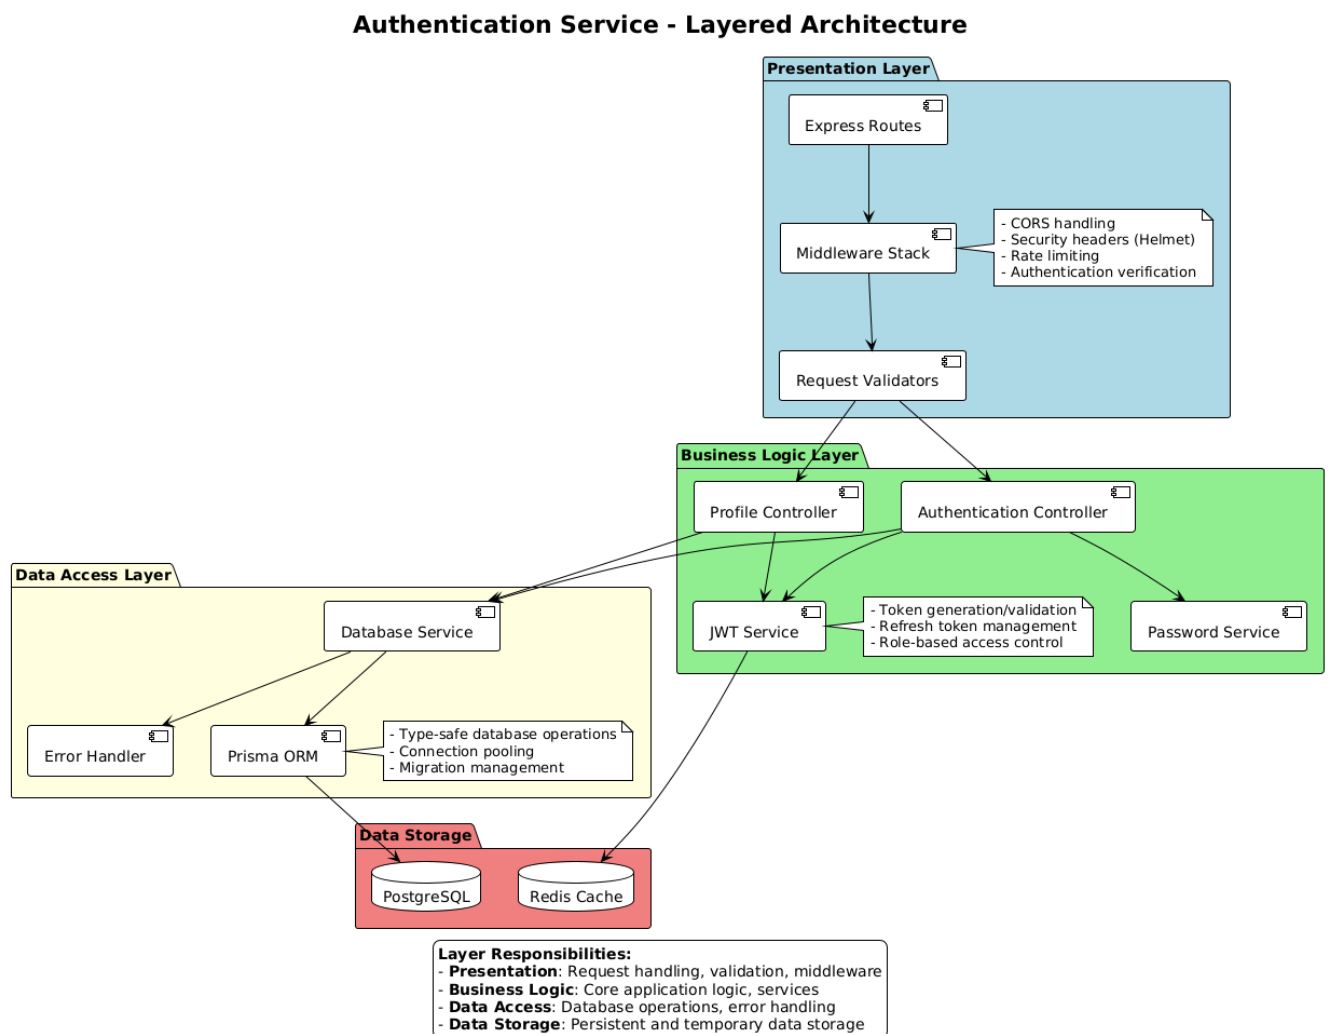 Authentication Service - Layered Architecture
Presentation Layer
Express Routes
Middleware Stack
- CORS handling
- Security headers (Helmet)
- Rate limiting
- Authentication verification
Request Validators
Business Logic Layer
Profile Controller
Authentication Controller
JWT Service
- Token generation/validation
- Refresh token management
- Role-based access control
Password Service
Data Access Layer
Database Service
Error Handler
Prisma ORM
- Type-safe database operations
- Connection pooling
- Migration management
Data Storage
PostgreSQL
Redis Cache
Layer Responsibilities:
- Presentation: Request handling, validation, middleware
- Business Logic: Core application logic, services
- Data Access: Database operations, error handling
- Data Storage: Persistent and temporary data storage